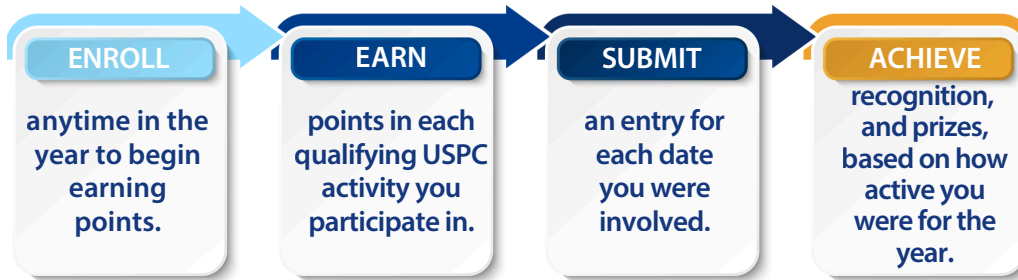 ENROLL
anytime in the
year to begin
earning
points.
EARN
points in each
qualifying USPC
activity you
participate in.
SUBMIT
an entry for
each date
you were
involved.
ACHIEVE
recognition,
and prizes,
based on how
active you
were for the
year.